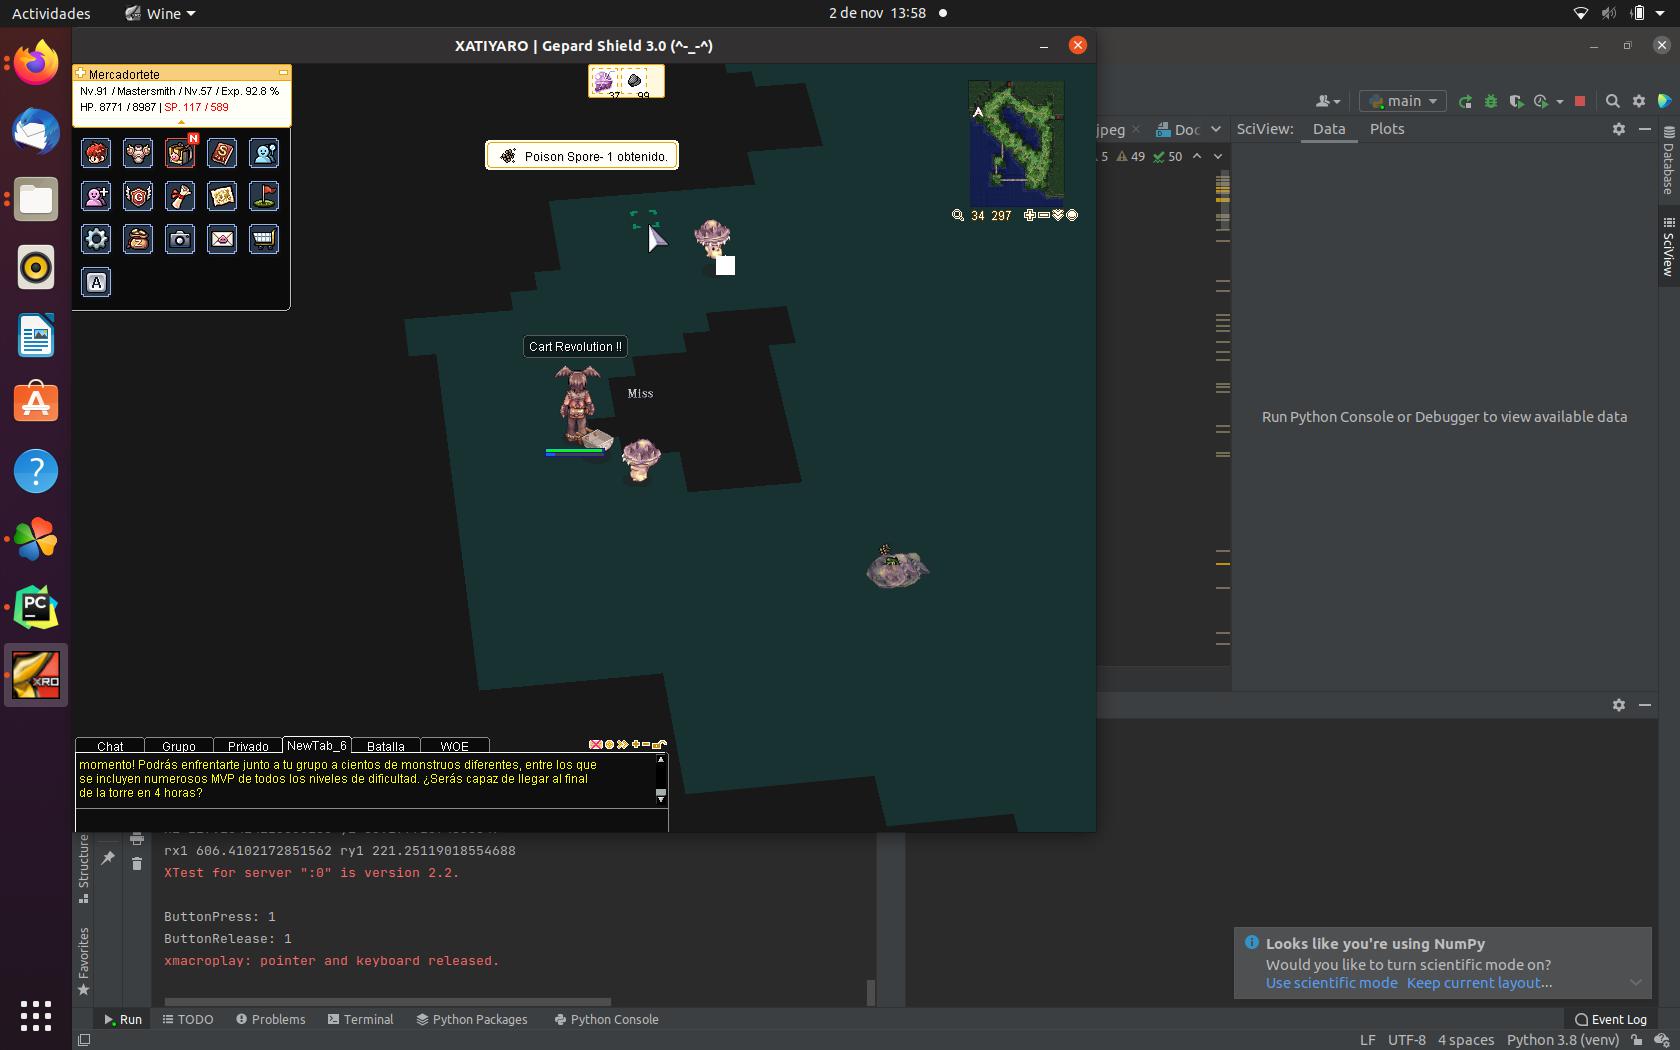 Actividades
Wine
2 de nov 13:58
XATIYARO | Gepard Shield 3.0 (^-_-^)
Mercadortete
Nv.91 / Mastersmith / Nv.57 / Exp. 92.8 %
HP. 8771 / 8987 | SP. 117 / 589
N
37 99
Poison Spore- 1 obtenido.
34 297
Cart Revolution !!
Miss
A
main
jpeg
Doc
SciView:
Data
Plots
5 49 50
Database
SciView
Run Python Console or Debugger to view available data
PC
XRO
Chat
Grupo
Privado
NewTab_6
Batalla
WOE
momento! Podrás enfrentarte junto a tu grupo a cientos de monstruos diferentes, entre los que
se incluyen numerosos MVP de todos los niveles de dificultad. ¿Serás capaz de llegar al final
de la torre en 4 horas?
Structure
Favorites
rx1 606.4102172851562 ry1 221.25119018554688
XTest for server ":0" is version 2.2.
ButtonPress: 1
ButtonRelease: 1
xmacroplay: pointer and keyboard released.
Looks like you're using NumPy
Would you like to turn scientific mode on?
Use scientific mode Keep current layout...
Run
TODO
Problems
Terminal
Python Packages
Python Console
Event Log
LF UTF-8 4 spaces Python 3.8 (venv)